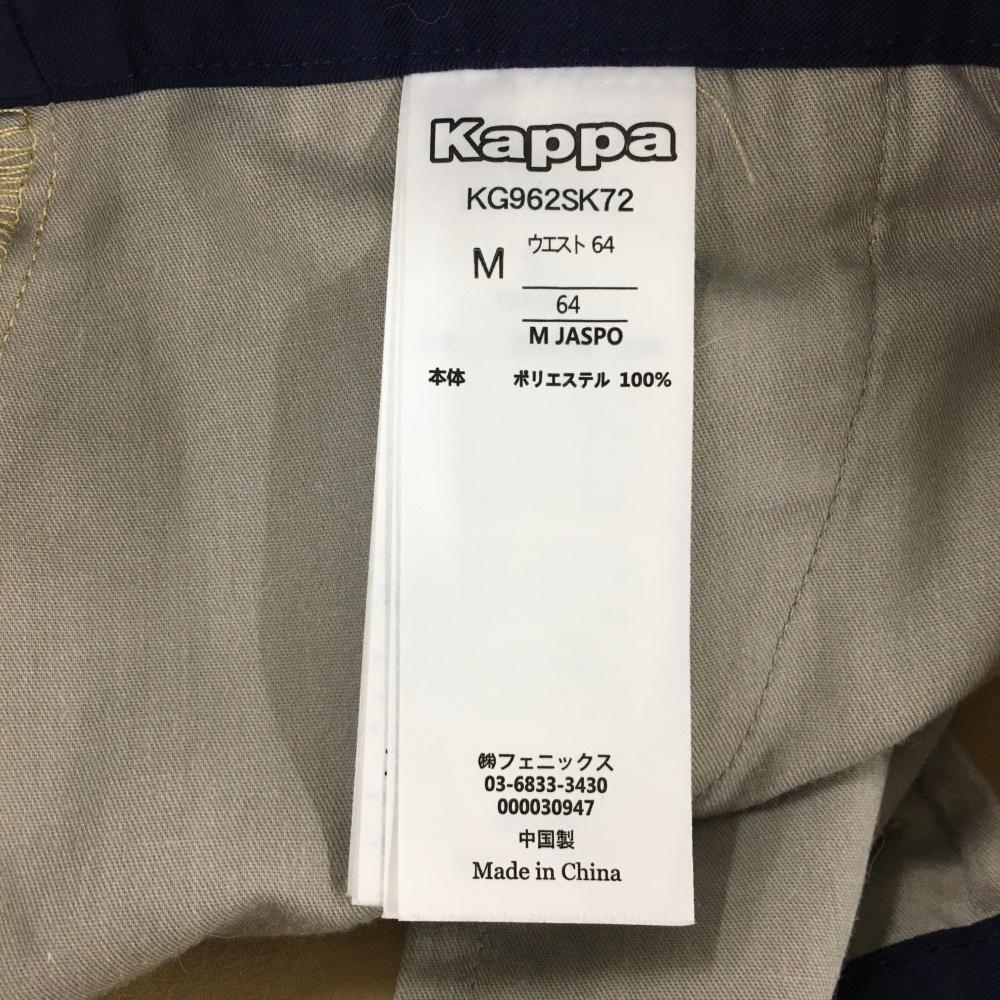 Kappa
KG962SK72
M
ウエスト 64
64
M JASPO
本体 ポリエステル 100%
㈱フェニックス
03-6833-3430
000030947
中国製
Made in China